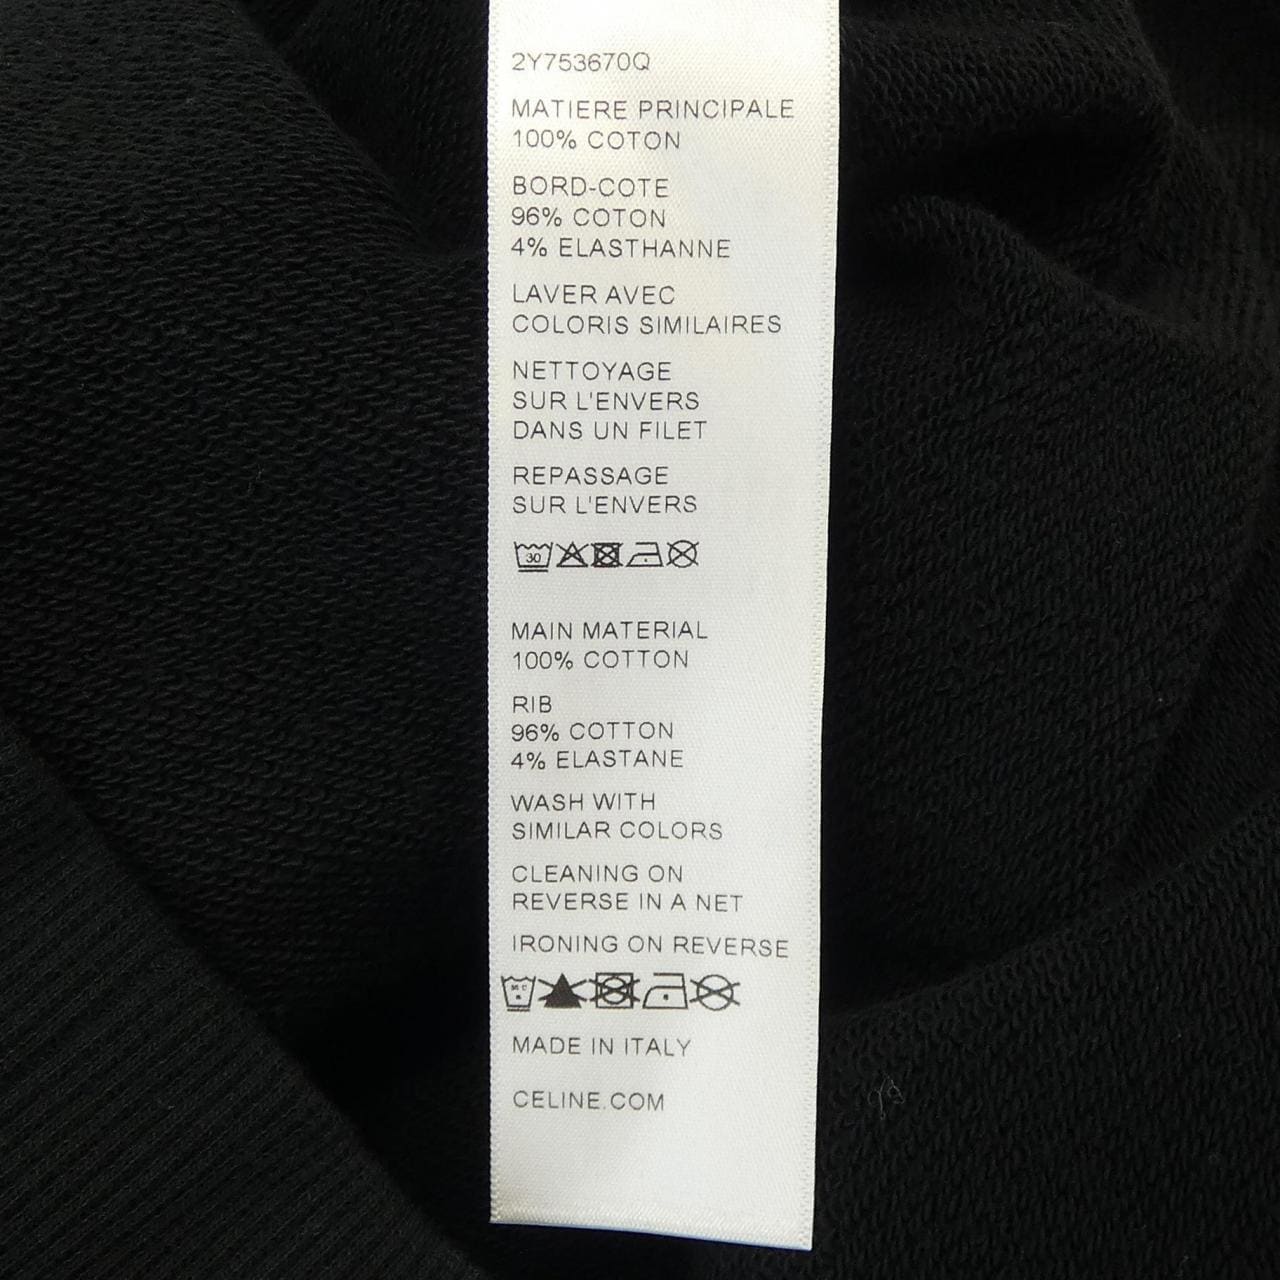 2Y753670Q
MATIERE PRINCIPALE
100% COTON
BORD-COTE
96% COTON
4% ELASTHANNE
LAVER AVEC
COLORIS SIMILAIRES
NETTOYAGE
SUR L'ENVERS
DANS UN FILET
REPASSAGE
SUR L'ENVERS
30
MAIN MATERIAL
100% COTTON
RIB
96% COTTON
4% ELASTANE
WASH WITH
SIMILAR COLORS
CLEANING ON
REVERSE IN A NET
IRONING ON REVERSE
MC
MADE IN ITALY
CELINE.COM